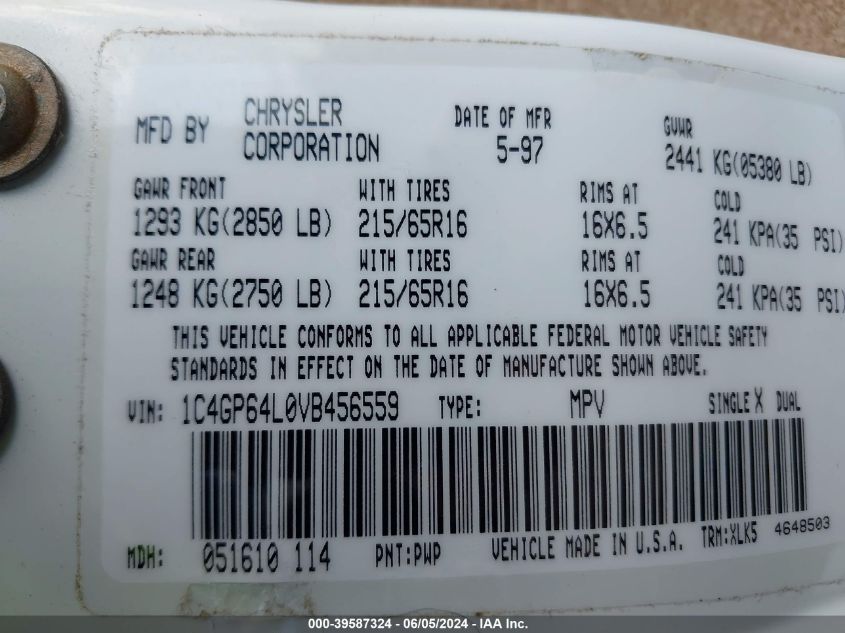 MFD BY CHRYSLER CORPORATION DATE OF MFR 5-97 GVWR 2441 KG(05380 LB)
GAWR FRONT WITH TIRES RIMS AT COLD
1293 KG(2850 LB) 215/65R16 16X6.5 241 KPA(35 PSI)
GAWR REAR WITH TIRES RIMS AT COLD
1248 KG(2750 LB) 215/65R16 16X6.5 241 KPA(35 PSI)
THIS VEHICLE CONFORMS TO ALL APPLICABLE FEDERAL MOTOR VEHICLE SAFETY
STANDARDS IN EFFECT ON THE DATE OF MANUFACTURE SHOWN ABOVE.
VIN: 1C4GP64L0VB456559 TYPE: MPV SINGLE X DUAL
MDH: 051610 114 PNT:PWP VEHICLE MADE IN U.S.A. TRM:XLK5 4648503
000-39587324 - 06/05/2024 - IAA Inc.